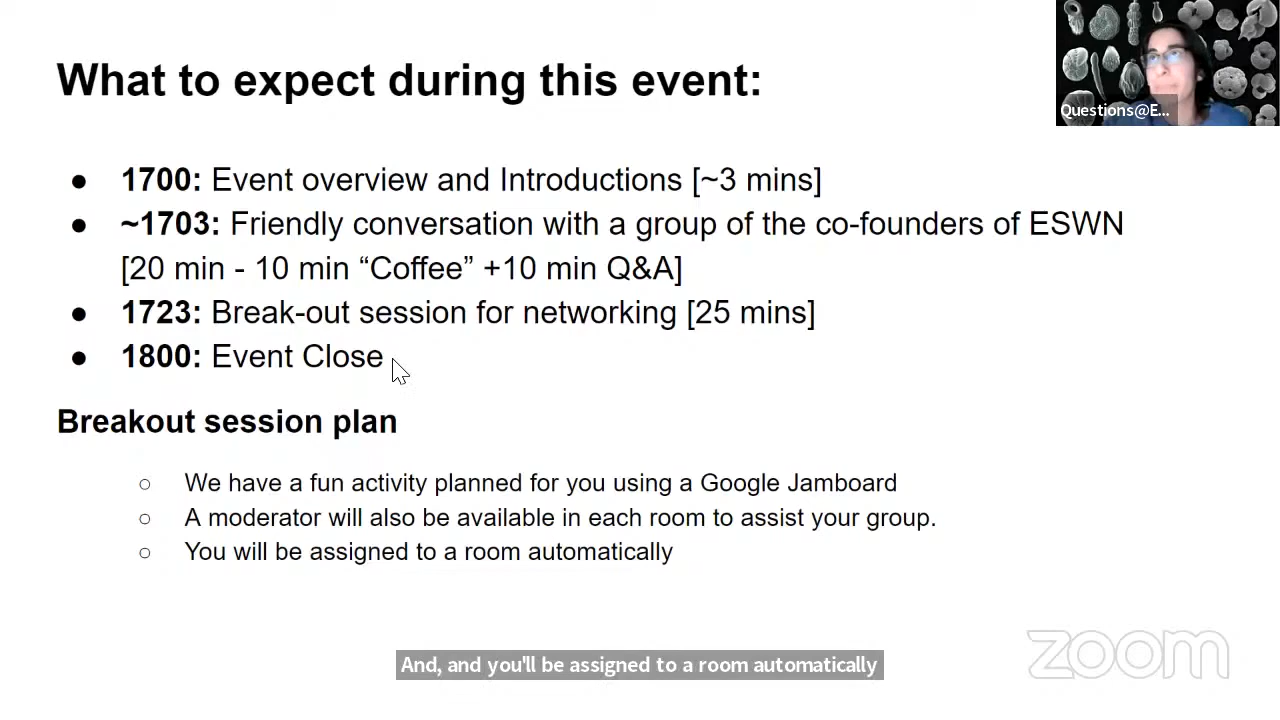 What to expect during this event:
Questions@E...
● 1700: Event overview and Introductions [~3 mins]
● ~1703: Friendly conversation with a group of the co-founders of ESWN
[20 min - 10 min “Coffee” +10 min Q&A]
● 1723: Break-out session for networking [25 mins]
● 1800: Event Close
Breakout session plan
○ We have a fun activity planned for you using a Google Jamboard
○ A moderator will also be available in each room to assist your group.
○ You will be assigned to a room automatically
And, and you'll be assigned to a room automatically
zoom